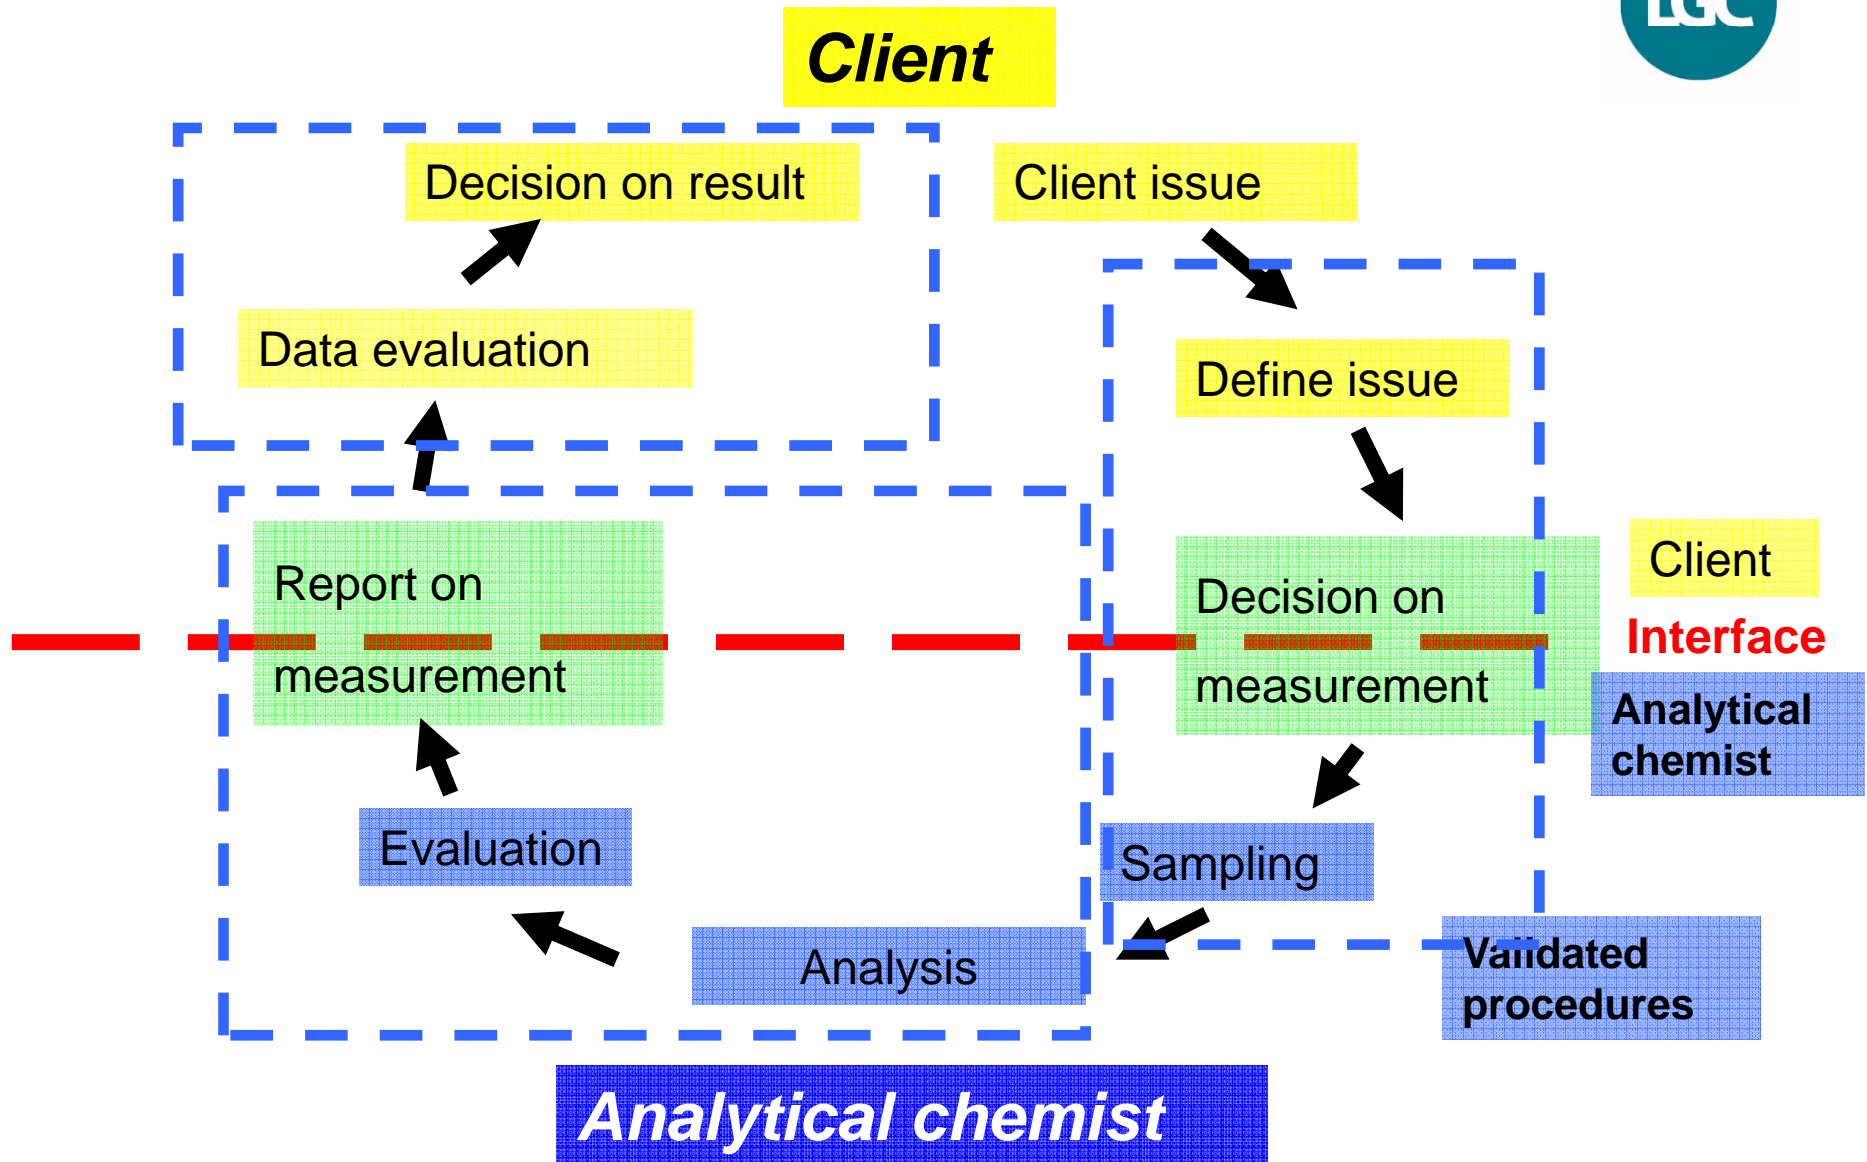 LGC
Client
Decision on result
Client issue
Data evaluation
Define issue
Report on
measurement
Decision on
measurement
Client
Interface
Analytical
chemist
Evaluation
Sampling
Analysis
Validated
procedures
Analytical chemist